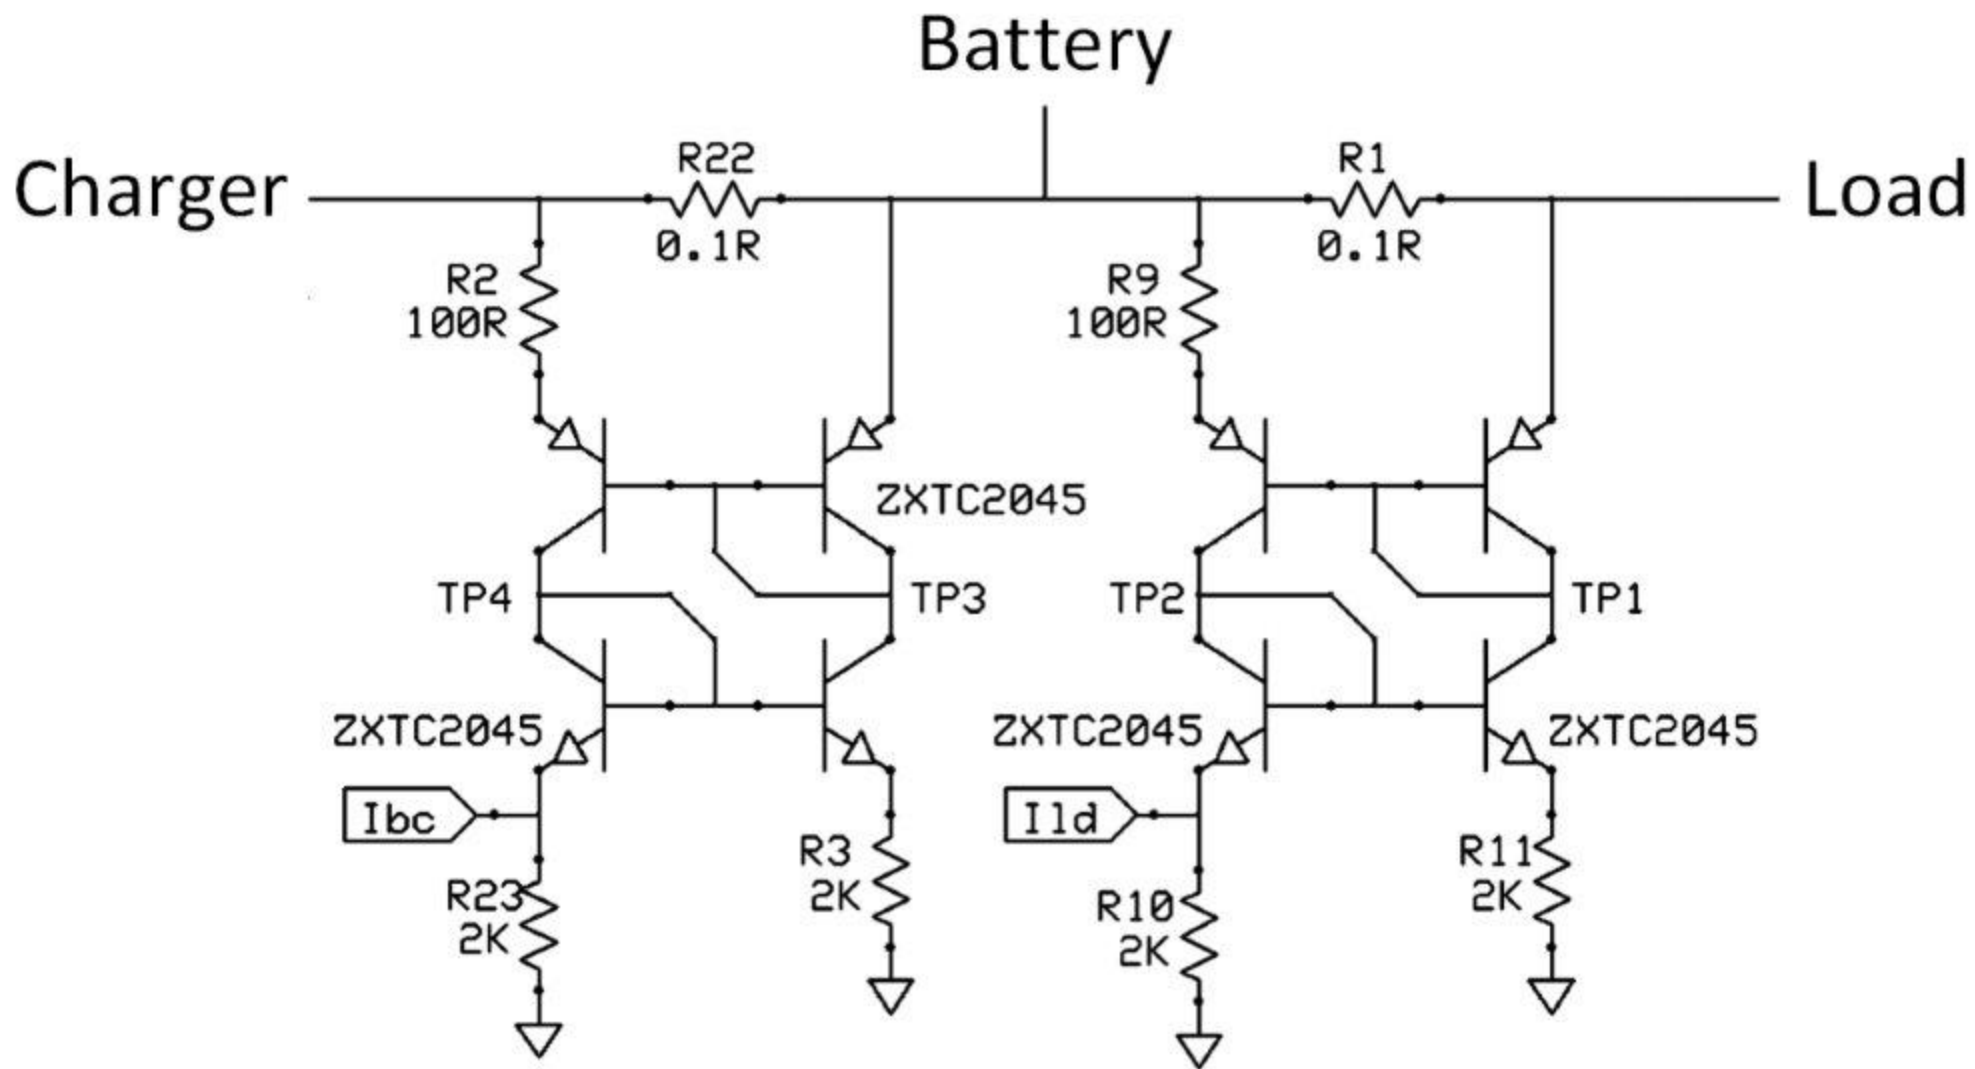 Battery
Charger
R22
0.1R
R1
0.1R
Load
R2
100R
R9
100R
ZXTC2045
TP4
TP3
TP2
TP1
ZXTC2045
ZXTC2045
ZXTC2045
Ibc
Ild
R3
2K
R11
2K
R23
2K
R10
2K